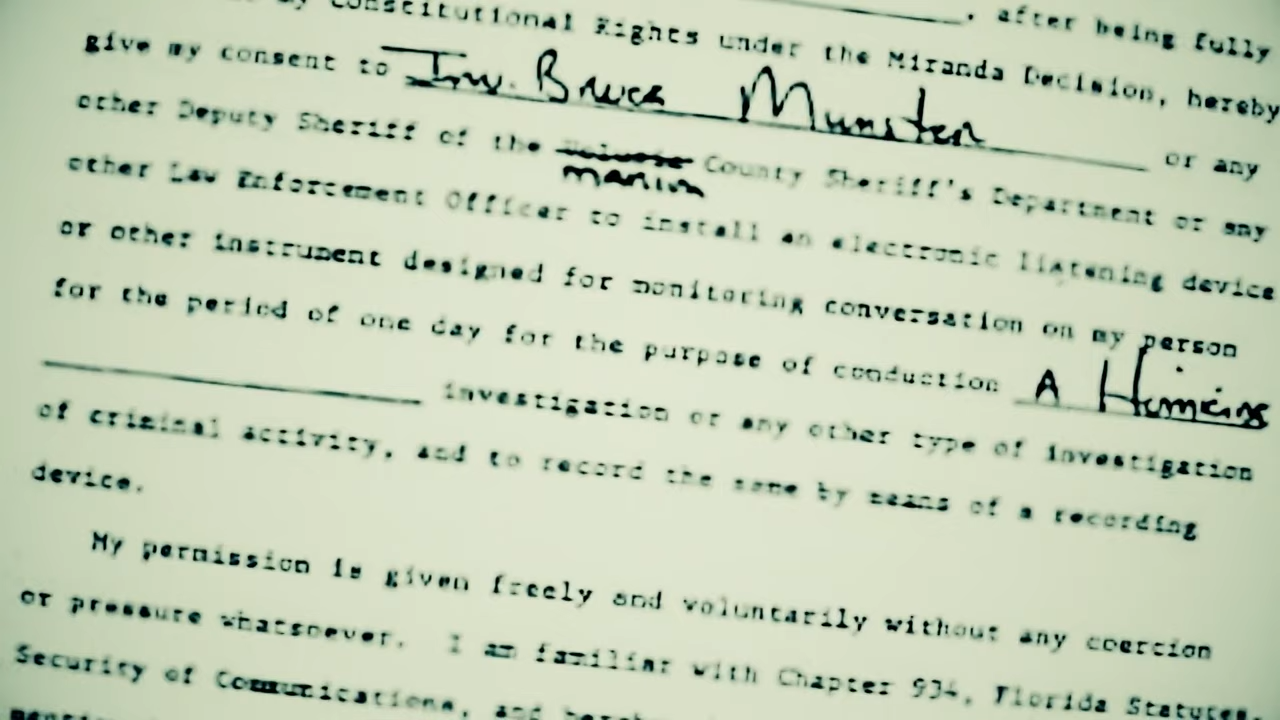 Constitutional Rights under the Miranda Decision, hereby
, after being fully
give my consent to Inv. Bruce Munster or any
other Deputy Sheriff of the Volusia marion County Sheriff's Department or any
other Law Enforcement Officer to install an electronic listening device
or other instrument designed for monitoring conversation on my person
for the period of one day for the purpose of conduction A Homicide
investigation or any other type of investigation
of criminal activity, and to record the same by means of a recording
device.
My permission is given freely and voluntarily without any coercion
or pressure whatsoever. I am familiar with Chapter 934, Florida Statutes,
Security of Communications, and